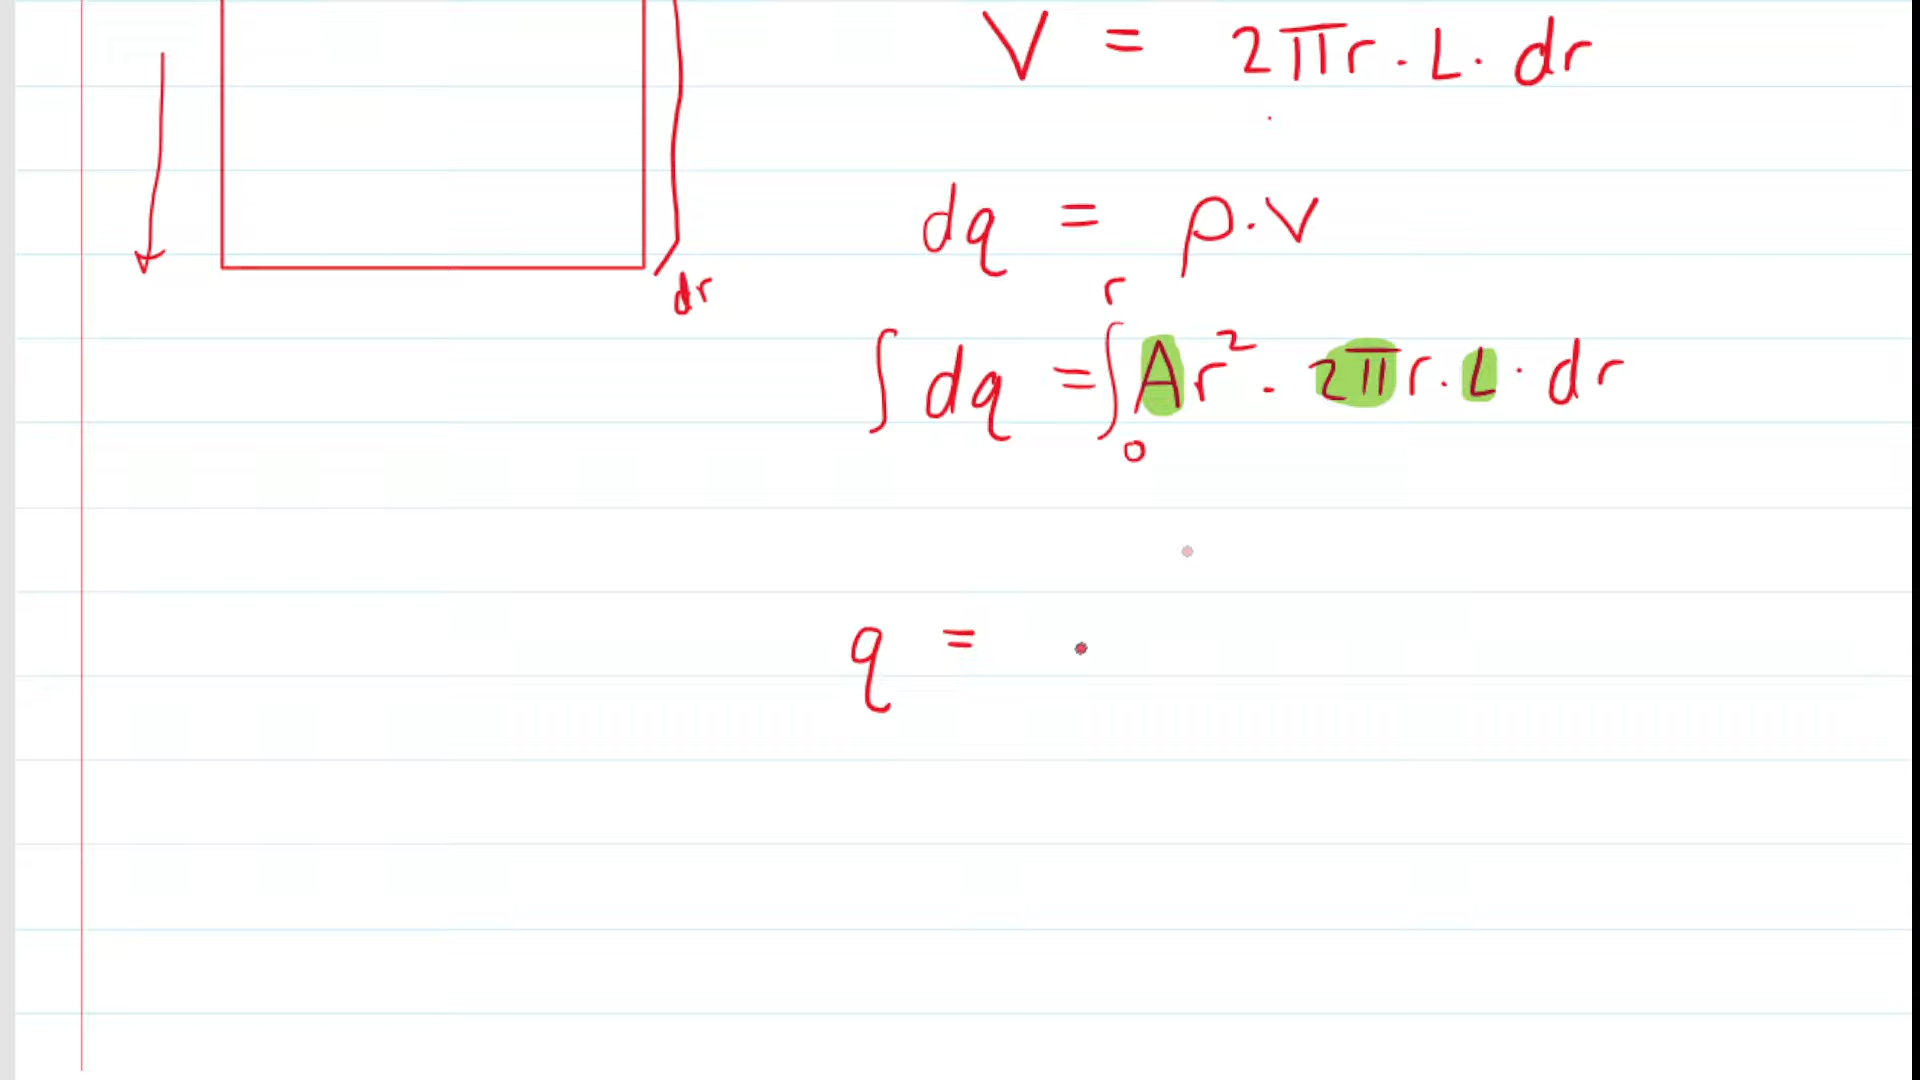 V = 2πr · L · dr
dq = ρ · V
dr
∫ dq = ∫₀ʳ Ar² · 2πr · L · dr
q =